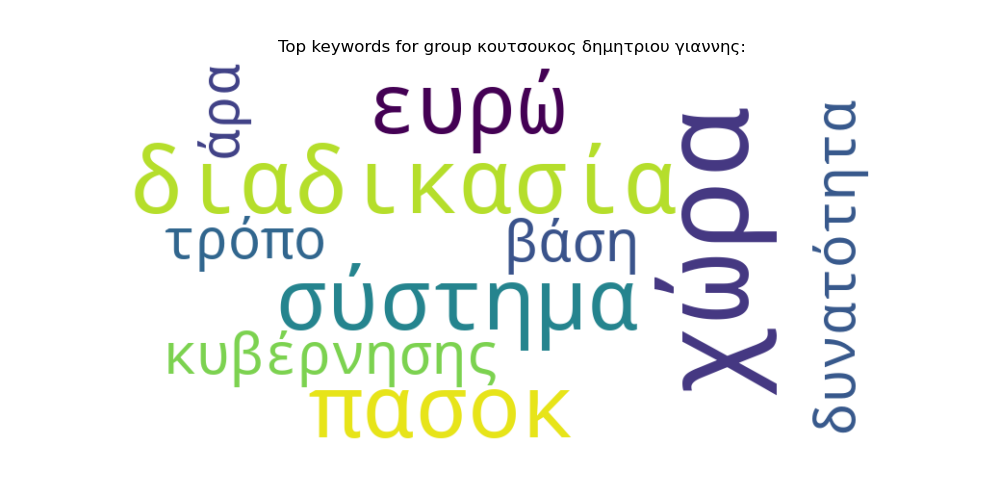 Top keywords for group κουτσουκος δημητριου γιαννης:
άρα
ευρώ
χώρα
δυνατότητα
διαδικασία
τρόπο
βάση
σύστημα
κυβέρνησης
πασοκ